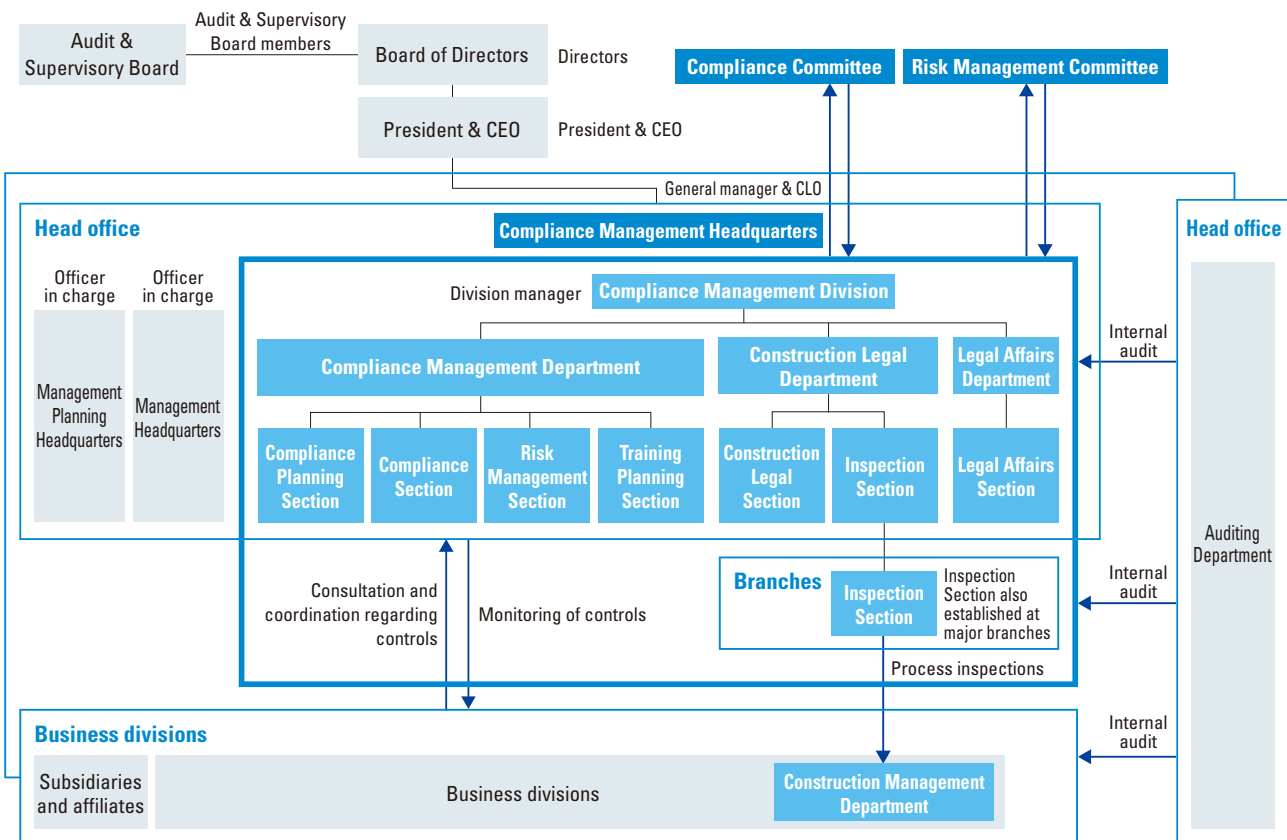 Audit &
Supervisory Board
Audit & Supervisory
Board members
Board of Directors
Directors
Compliance Committee
Risk Management Committee
President & CEO
President & CEO
General manager & CLO
Head office
Compliance Management Headquarters
Head office
Officer
in charge
Officer
in charge
Management
Planning
Headquarters
Management
Headquarters
Division manager
Compliance Management Division
Compliance Management Department
Construction Legal
Department
Legal Affairs
Department
Compliance
Planning
Section
Compliance
Section
Risk
Management
Section
Training
Planning
Section
Construction
Legal
Section
Inspection
Section
Legal Affairs
Section
Internal
audit
Auditing
Department
Consultation and
coordination regarding
controls
Monitoring of controls
Branches
Inspection
Section
Inspection
Section also
established at
major branches
Internal
audit
Process inspections
Business divisions
Subsidiaries
and affiliates
Business divisions
Construction Management
Department
Internal
audit